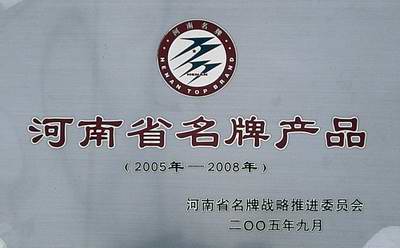 河南名牌
HENAN
HENAN TOP BRAND
河南省名牌产品
（2005年—2008年）
河南省名牌战略推进委员会
二〇〇五年九月